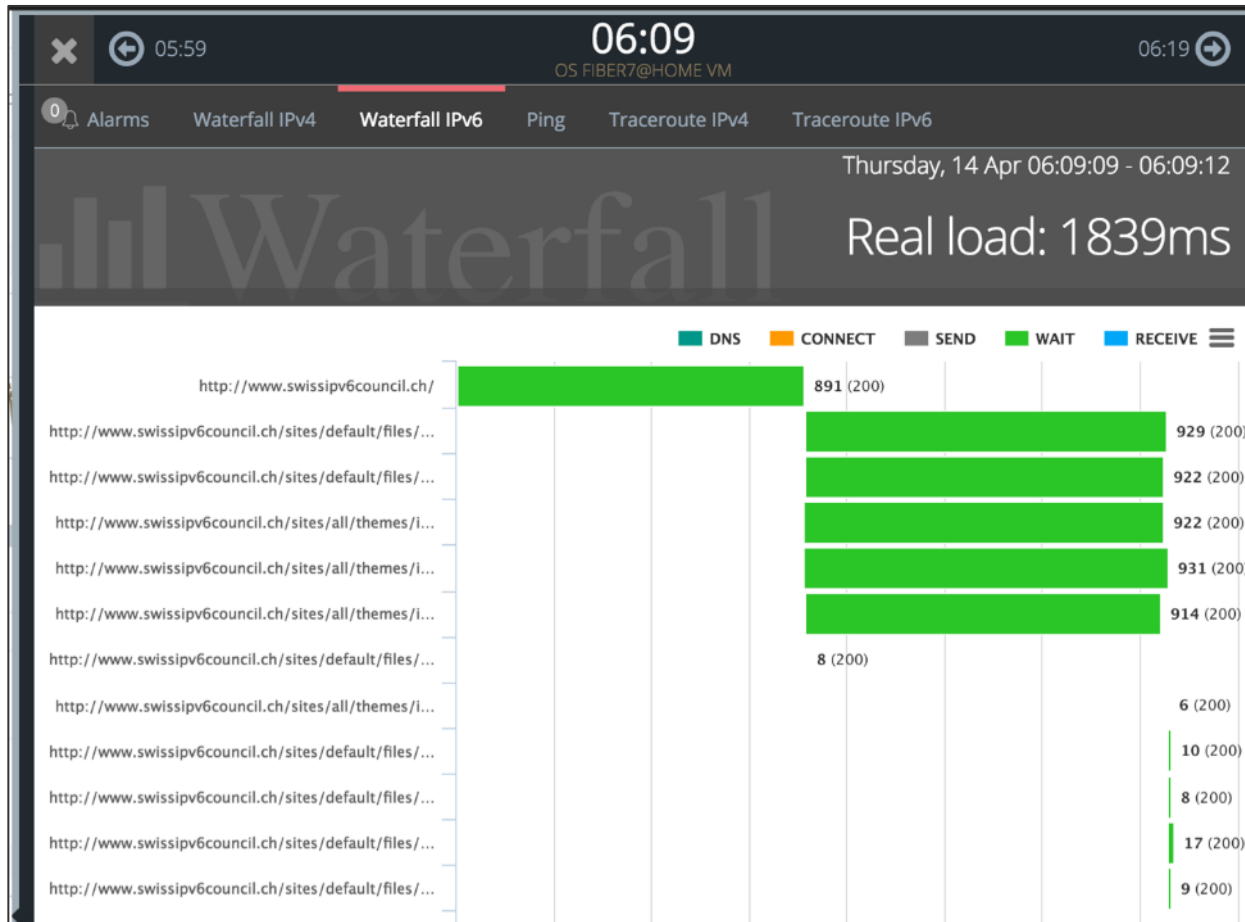 05:59
06:09
06:19
OS FIBER7@HOME VM
0 Alarms Waterfall IPv4 Waterfall IPv6 Ping Traceroute IPv4 Traceroute IPv6
Thursday, 14 Apr 06:09:09 - 06:09:12
Waterfall
Real load: 1839ms
DNS CONNECT SEND WAIT RECEIVE
http://www.swissipv6council.ch/ 891 (200)
http://www.swissipv6council.ch/sites/default/files/... 929 (200)
http://www.swissipv6council.ch/sites/default/files/... 922 (200)
http://www.swissipv6council.ch/sites/all/themes/i... 922 (200)
http://www.swissipv6council.ch/sites/all/themes/i... 931 (200)
http://www.swissipv6council.ch/sites/all/themes/i... 914 (200)
http://www.swissipv6council.ch/sites/default/files/... 8 (200)
http://www.swissipv6council.ch/sites/all/themes/i... 6 (200)
http://www.swissipv6council.ch/sites/default/files/... 10 (200)
http://www.swissipv6council.ch/sites/default/files/... 8 (200)
http://www.swissipv6council.ch/sites/default/files/... 17 (200)
http://www.swissipv6council.ch/sites/default/files/... 9 (200)